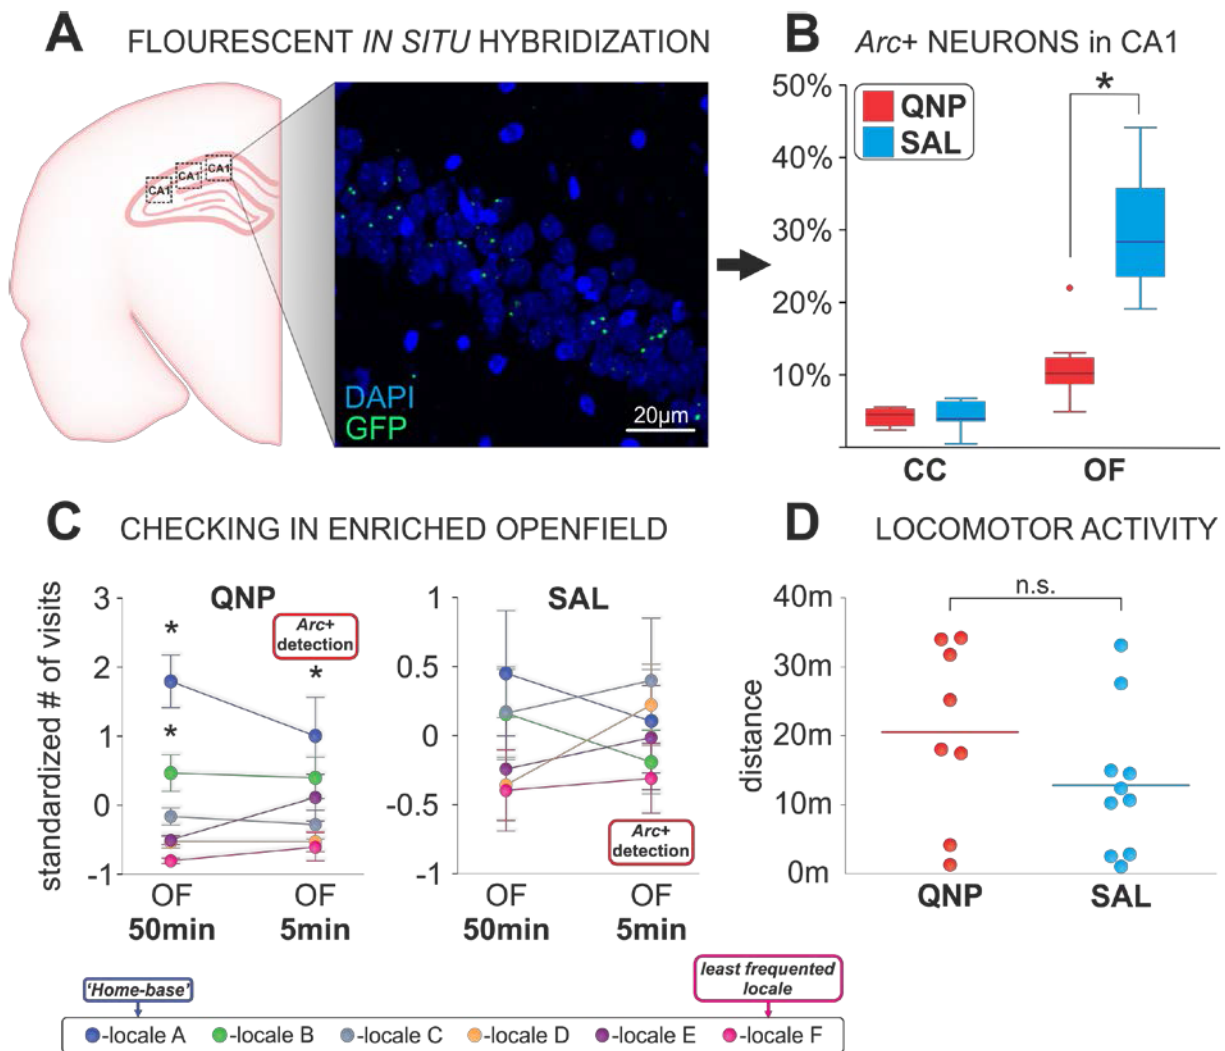 A FLOURESCENT IN SITU HYBRIDIZATION
CA1 CA1 CA1
DAPI
GFP
20µm
B Arc+ NEURONS in CA1
50%
40%
30%
20%
10%
QNP
SAL
*
CC OF
C CHECKING IN ENRICHED OPENFIELD
standardized # of visits
3
2
1
0
-1
QNP
*
*
*
Arc+
detection
OF OF
50min 5min
1
0.5
0
-0.5
-1
SAL
Arc+
detection
OF OF
50min 5min
D LOCOMOTOR ACTIVITY
distance
40m
30m
20m
10m
0m
n.s.
QNP SAL
'Home-base'
least frequented
locale
-locale A -locale B -locale C -locale D -locale E -locale F